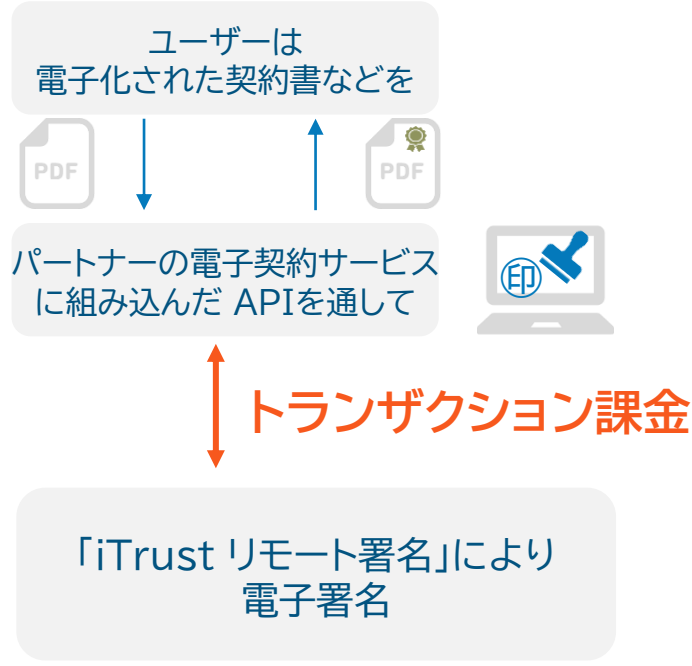 ユーザーは
電子化された契約書などを
PDF
PDF
パートナーの電子契約サービス
に組み込んだ APIを通して
印
トランザクション課金
「iTrust リモート署名」により
電子署名